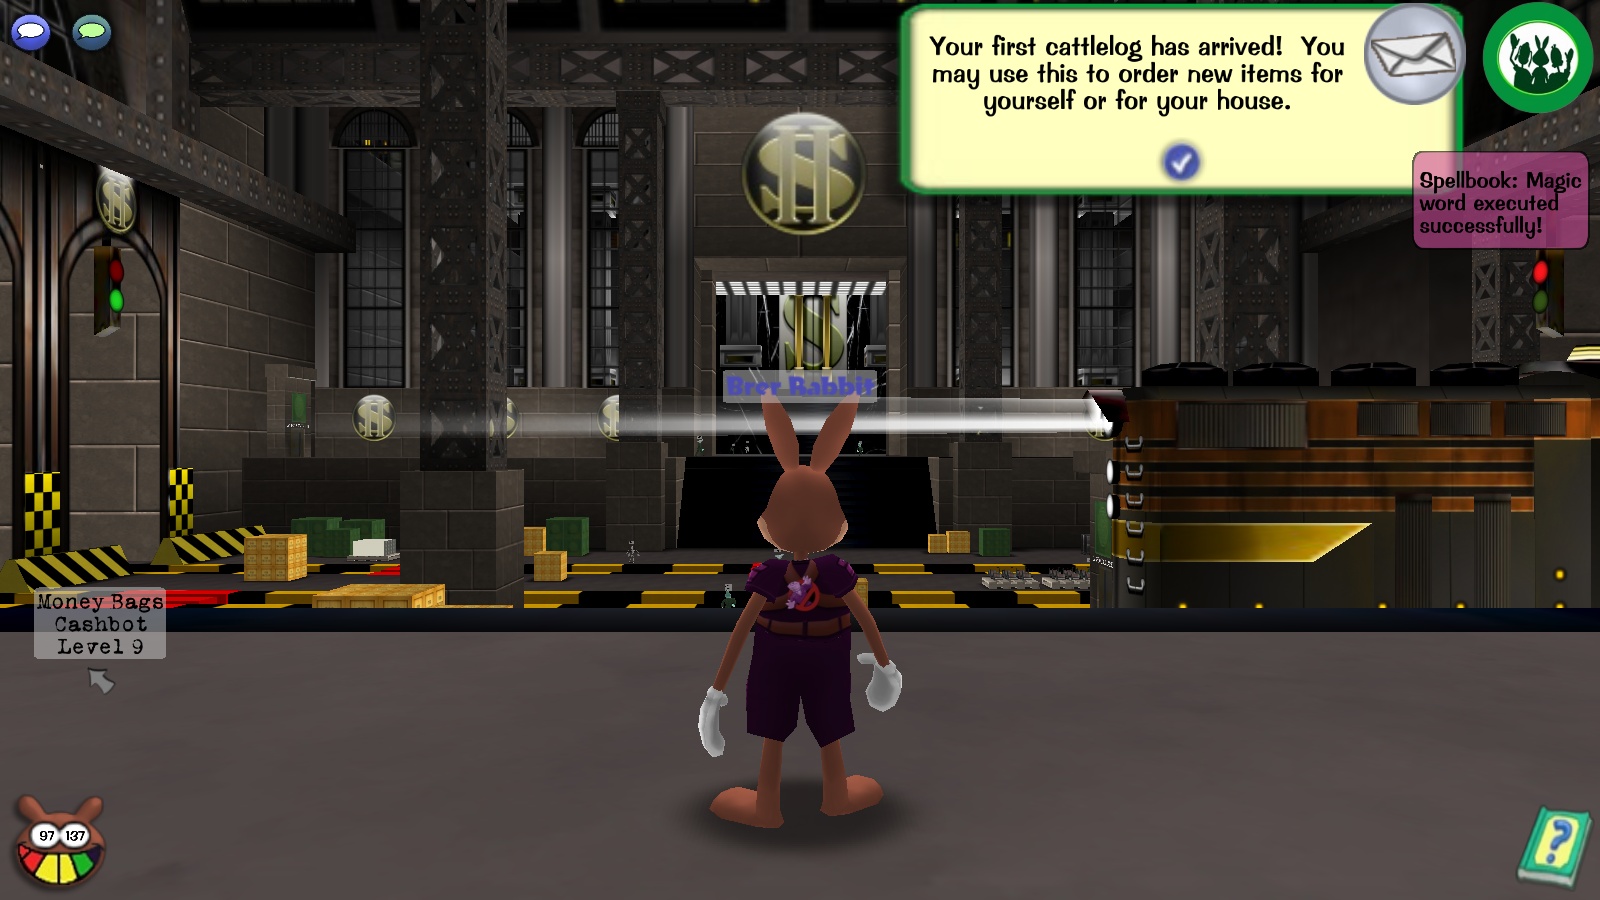 Your first cattlelog has arrived! You
may use this to order new items for
yourself or for your house.
Spellbook: Magic
word executed
successfully!
Brer Rabbit
Money Bags
Cashbot
Level 9
97 137